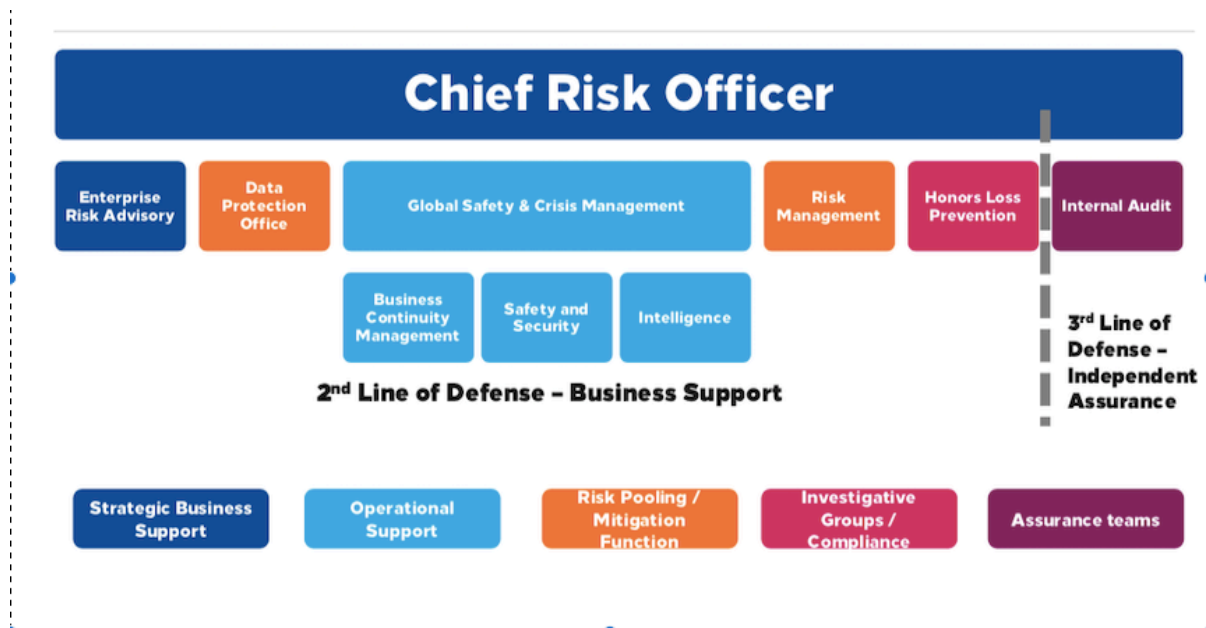 Chief Risk Officer
Enterprise
Risk Advisory
Data
Protection
Office
Global Safety & Crisis Management
Risk
Management
Honors Loss
Prevention
Internal Audit
Business
Continuity
Management
Safety and
Security
Intelligence
2nd Line of Defense – Business Support
3rd Line of
Defense –
Independent
Assurance
Strategic Business
Support
Operational
Support
Risk Pooling /
Mitigation
Function
Investigative
Groups /
Compliance
Assurance teams